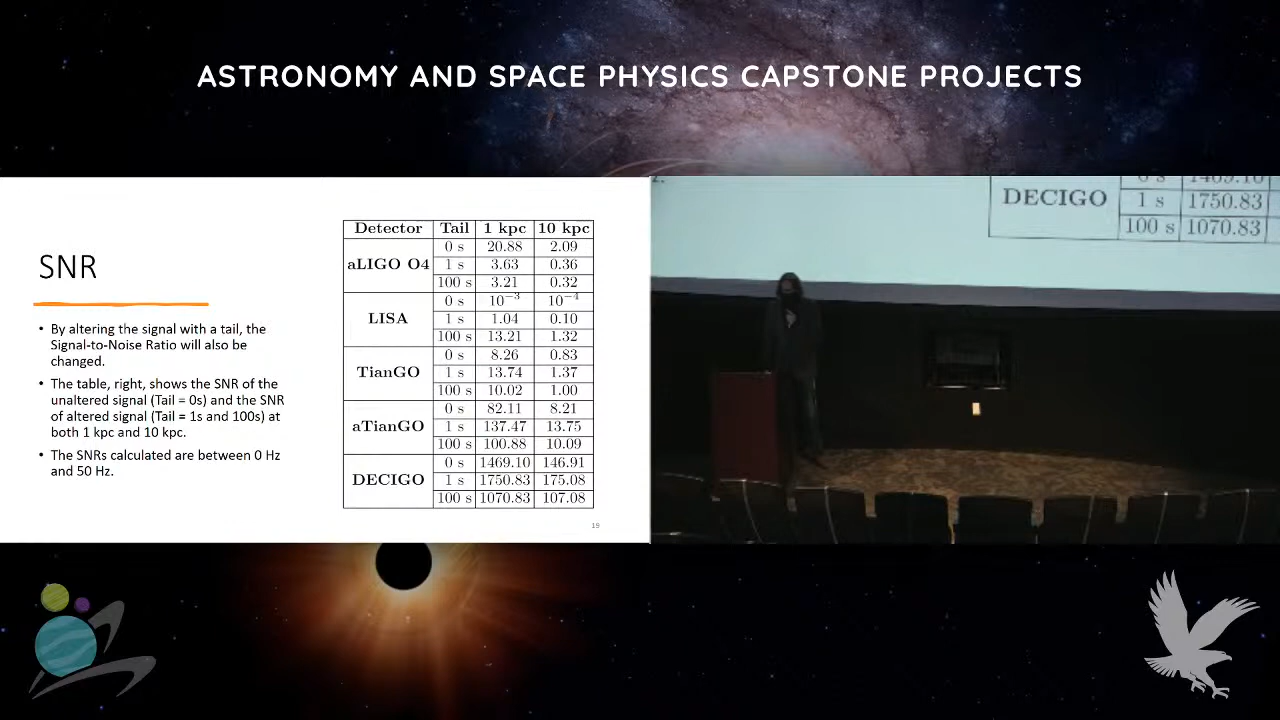 ASTRONOMY AND SPACE PHYSICS CAPSTONE PROJECTS
SNR
• By altering the signal with a tail, the
Signal-to-Noise Ratio will also be
changed.
• The table, right, shows the SNR of the
unaltered signal (Tail = 0s) and the SNR
of altered signal (Tail = 1s and 100s) at
both 1 kpc and 10 kpc.
• The SNRs calculated are between 0 Hz
and 50 Hz.
Detector Tail 1 kpc 10 kpc
aLIGO O4 0 s 20.88 2.09
1 s 3.63 0.36
100 s 3.21 0.32
LISA 0 s 10⁻³ 10⁻⁴
1 s 1.04 0.10
100 s 13.21 1.32
TianGO 0 s 8.26 0.83
1 s 13.74 1.37
100 s 10.02 1.00
aTianGO 0 s 82.11 8.21
1 s 137.47 13.75
100 s 100.88 10.09
DECIGO 0 s 1469.10 146.91
1 s 1750.83 175.08
100 s 1070.83 107.08
19
0 s 1469.10
DECIGO 1 s 1750.83
100 s 1070.83